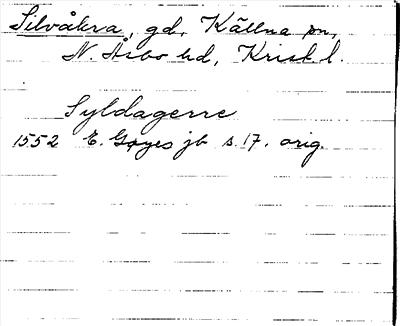 Silvåkra, gd, Källna sn,
N. Åsbo hd, Krist. l.
Syldagerre
1552 E. Gøyes jb s. 17. orig.